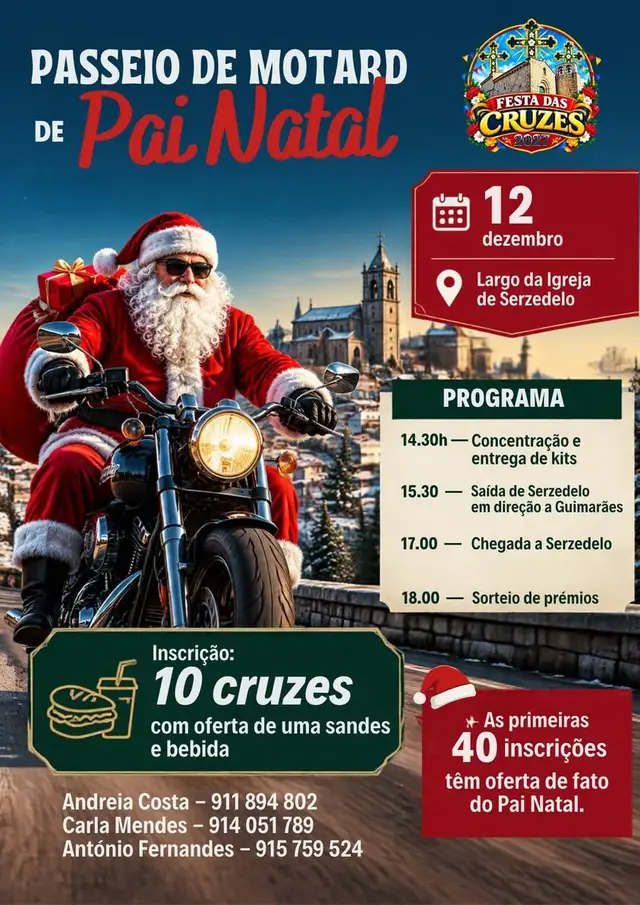 PASSEIO DE MOTARD
DE Pai Natal
FESTA DAS
CRUZES
2027
12
dezembro
Largo da Igreja
de Serzedelo
PROGRAMA
14.30h — Concentração e
entrega de kits
15.30 — Saída de Serzedelo
em direção a Guimarães
17.00 — Chegada a Serzedelo
18.00 — Sorteio de prémios
Inscrição:
10 cruzes
com oferta de uma sandes
e bebida
As primeiras
40 inscrições
têm oferta de fato
do Pai Natal.
Andreia Costa – 911 894 802
Carla Mendes – 914 051 789
António Fernandes – 915 759 524